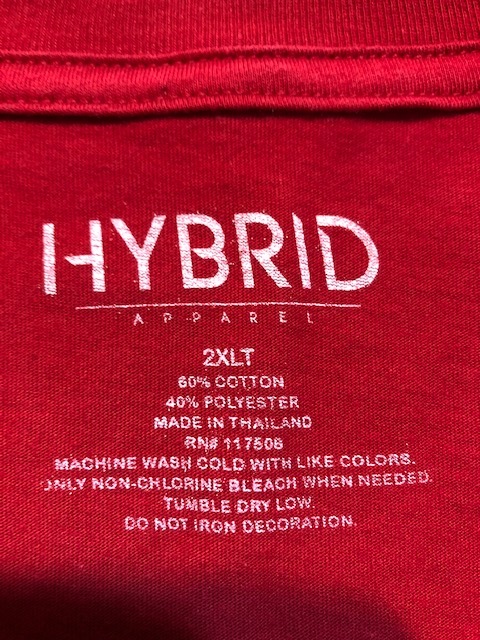 HYBRID
APPAREL
2XLT
60% COTTON
40% POLYESTER
MADE IN THAILAND
RN# 117506
MACHINE WASH COLD WITH LIKE COLORS.
ONLY NON-CHLORINE BLEACH WHEN NEEDED.
TUMBLE DRY LOW.
DO NOT IRON DECORATION.